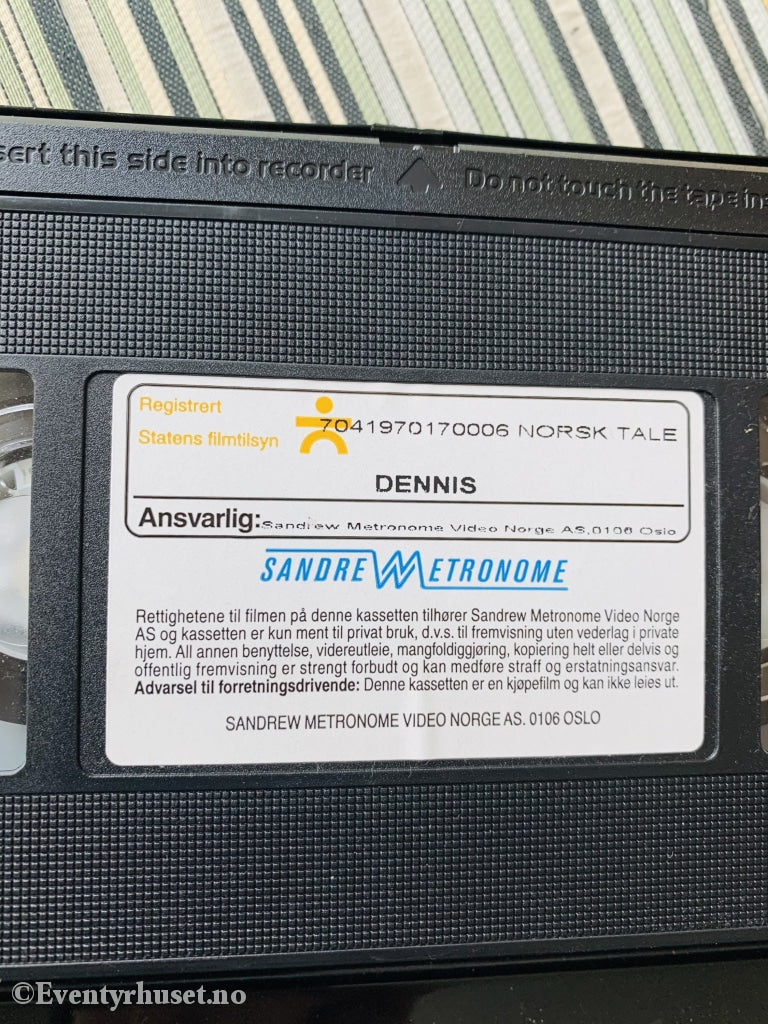 sert this side into recorder Do not touch the tape ins
Registrert
Statens filmtilsyn
7041970170006 NORSK TALE
DENNIS
Ansvarlig: Sandrew Metronome Video Norge AS,0106 Oslo
SANDREW METRONOME
Rettighetene til filmen på denne kassetten tilhører Sandrew Metronome Video Norge
AS og kassetten er kun ment til privat bruk, d.v.s. til fremvisning uten vederlag i private
hjem. All annen benyttelse, videreutleie, mangfoldiggjøring, kopiering helt eller delvis og
offentlig fremvisning er strengt forbudt og kan medføre straff og erstatningsansvar.
Advarsel til forretningsdrivende: Denne kassetten er en kjøpefilm og kan ikke leies ut.
SANDREW METRONOME VIDEO NORGE AS. 0106 OSLO
©Eventyrhuset.no